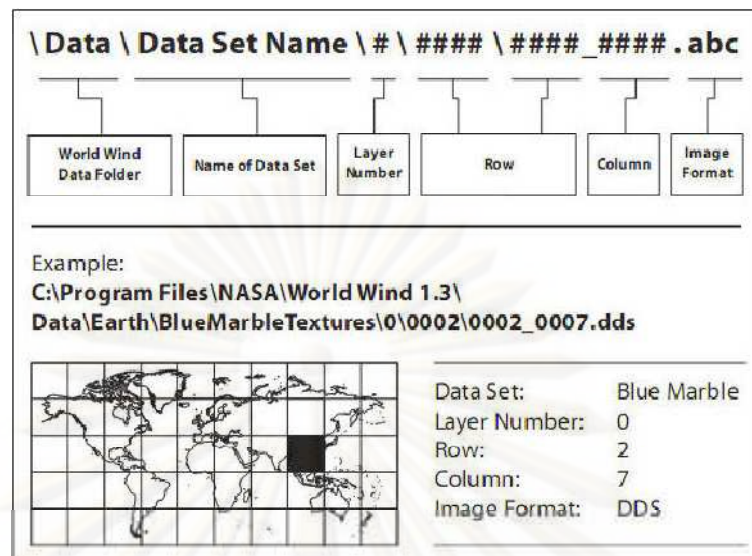 \ Data \ Data Set Name \ # \ #### \ ####_#### . abc
World Wind
Data Folder
Name of Data Set
Layer
Number
Row
Column
Image
Format
Example:
C:\Program Files\NASA\World Wind 1.3\
Data\Earth\BlueMarbleTextures\0\0002\0002_0007.dds
Data Set: Blue Marble
Layer Number: 0
Row: 2
Column: 7
Image Format: DDS